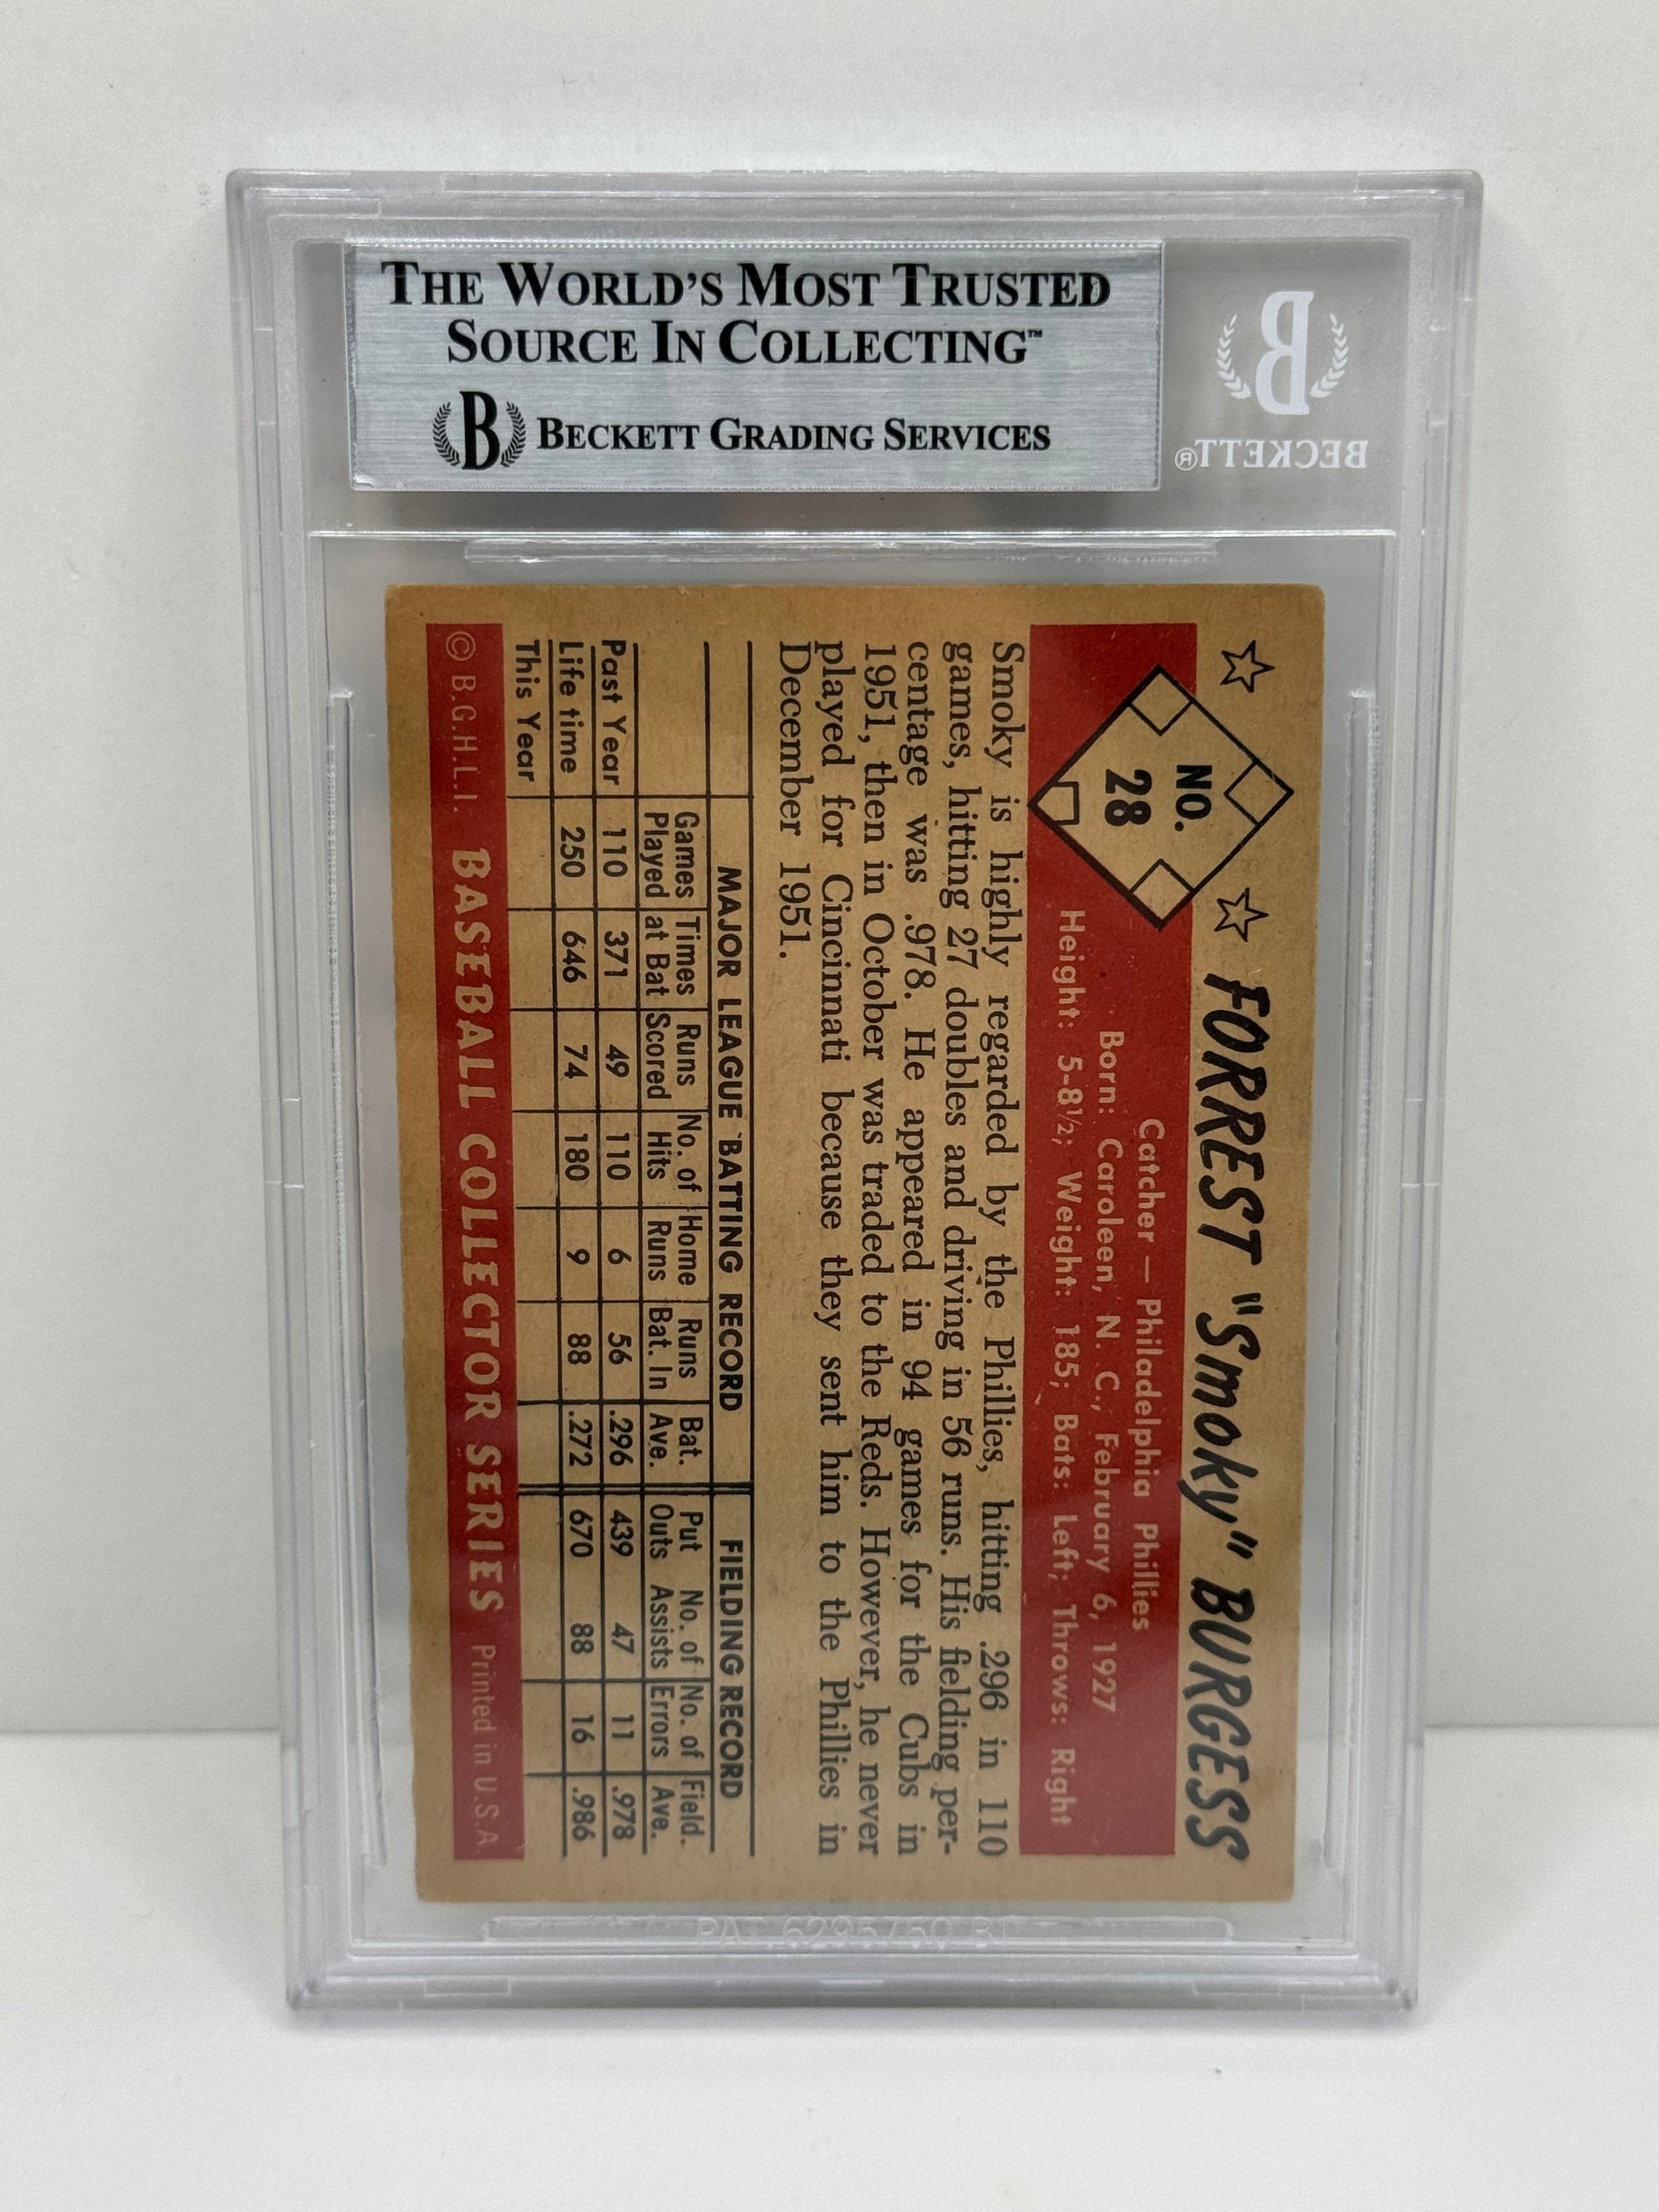 THE WORLD'S MOST TRUSTED
SOURCE IN COLLECTING™
B BECKETT GRADING SERVICES
B
BECKETT®
NO.
28
FORREST "Smoky" BURGESS
Catcher — Philadelphia Phillies
Born: Caroleen, N. C., February 6, 1927
Height: 5-8½; Weight: 185; Bats: Left; Throws: Right
Smoky is highly regarded by the Phillies, hitting .296 in 110
games, hitting 27 doubles and driving in 56 runs. His fielding per-
centage was .978. He appeared in 94 games for the Cubs in
1951, then in October was traded to the Reds. However, he never
played for Cincinnati because they sent him to the Phillies in
December 1951.
MAJOR LEAGUE BATTING RECORD FIELDING RECORD
Games Times Runs No. of Home Runs Bat. Put No. of No. of Field.
Played at Bat Scored Hits Runs Bat. In Ave. Outs Assists Errors Ave.
Past Year 110 371 49 110 6 56 .296 439 47 11 .978
Life time 250 646 74 180 9 88 .272 670 88 16 .986
This Year
© B.G.H.L.I. BASEBALL COLLECTOR SERIES Printed in U.S.A.
PAT. 6295750 B1